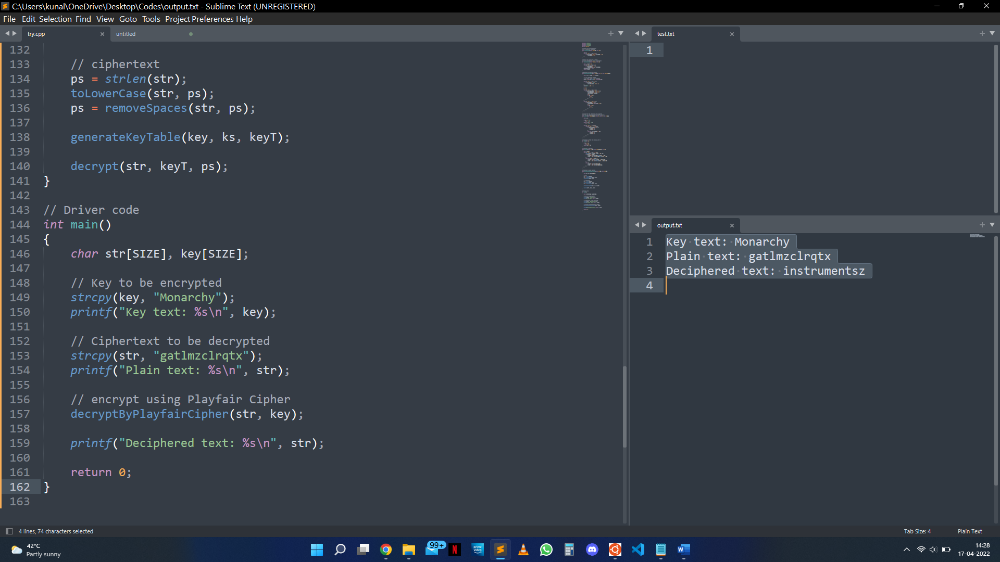 C:\Users\kunal\OneDrive\Desktop\Codes\output.txt - Sublime Text (UNREGISTERED)
File Edit Selection Find View Goto Tools Project Preferences Help
try.cpp
untitled
132
133 // ciphertext
134 ps = strlen(str);
135 toLowerCase(str, ps);
136 ps = removeSpaces(str, ps);
137
138 generateKeyTable(key, ks, keyT);
139
140 decrypt(str, keyT, ps);
141 }
142
143 // Driver code
144 int main()
145 {
146 char str[SIZE], key[SIZE];
147
148 // Key to be encrypted
149 strcpy(key, "Monarchy");
150 printf("Key text: %s\n", key);
151
152 // Ciphertext to be decrypted
153 strcpy(str, "gatlmzclrqtx");
154 printf("Plain text: %s\n", str);
155
156 // encrypt using Playfair Cipher
157 decryptByPlayfairCipher(str, key);
158
159 printf("Deciphered text: %s\n", str);
160
161 return 0;
162 }
163
test.txt
1
output.txt
1 Key text: Monarchy
2 Plain text: gatlmzclrqtx
3 Deciphered text: instrumentsz
4
4 lines, 74 characters selected
Tab Size: 4
Plain Text
42°C
Partly sunny
99+
N
prime video
W
14:28
17-04-2022